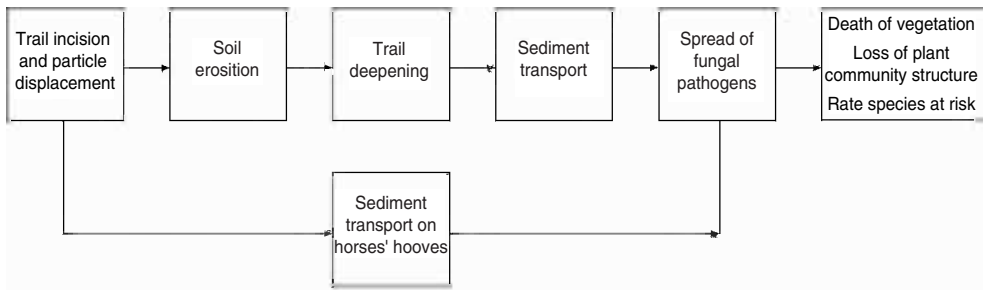 Trail incision
and particle
displacement
Soil
erosition
Trail
deepening
Sediment
transport
Spread of
fungal
pathogens
Death of vegetation
Loss of plant
community structure
Rate species at risk
Sediment
transport on
horses' hooves